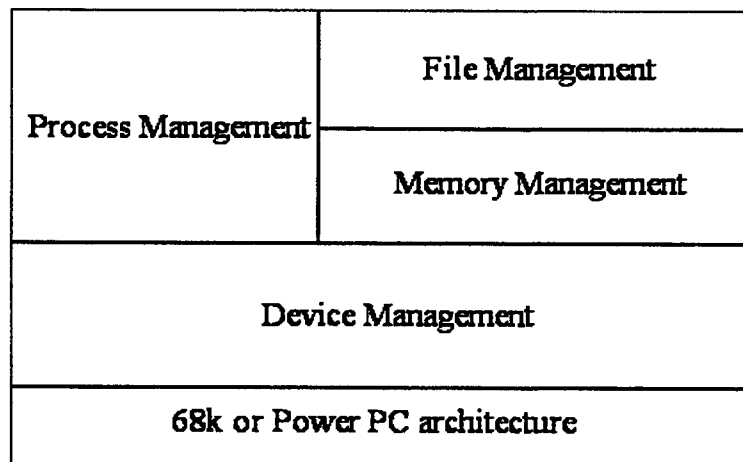 File Management
Process Management
Memory Management
Device Management
68k or Power PC architecture